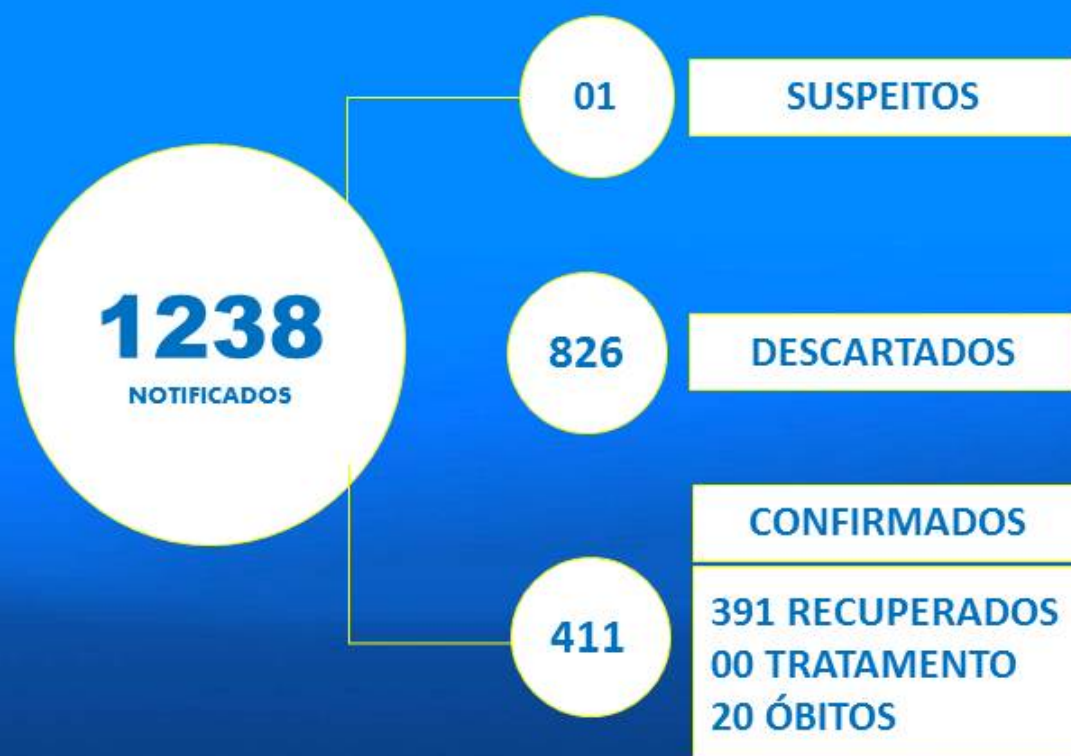 01
SUSPEITOS
1238
NOTIFICADOS
826
DESCARTADOS
CONFIRMADOS
411
391 RECUPERADOS
00 TRATAMENTO
20 ÓBITOS